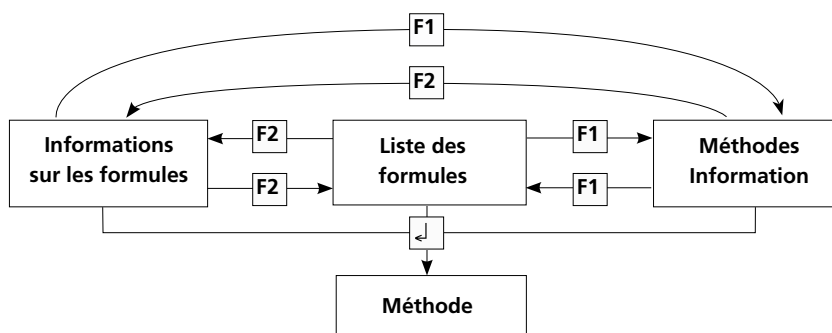 F1
F2
Informations
sur les formules
F2
F2
Liste des
formules
F1
F1
Méthodes
Information
Méthode